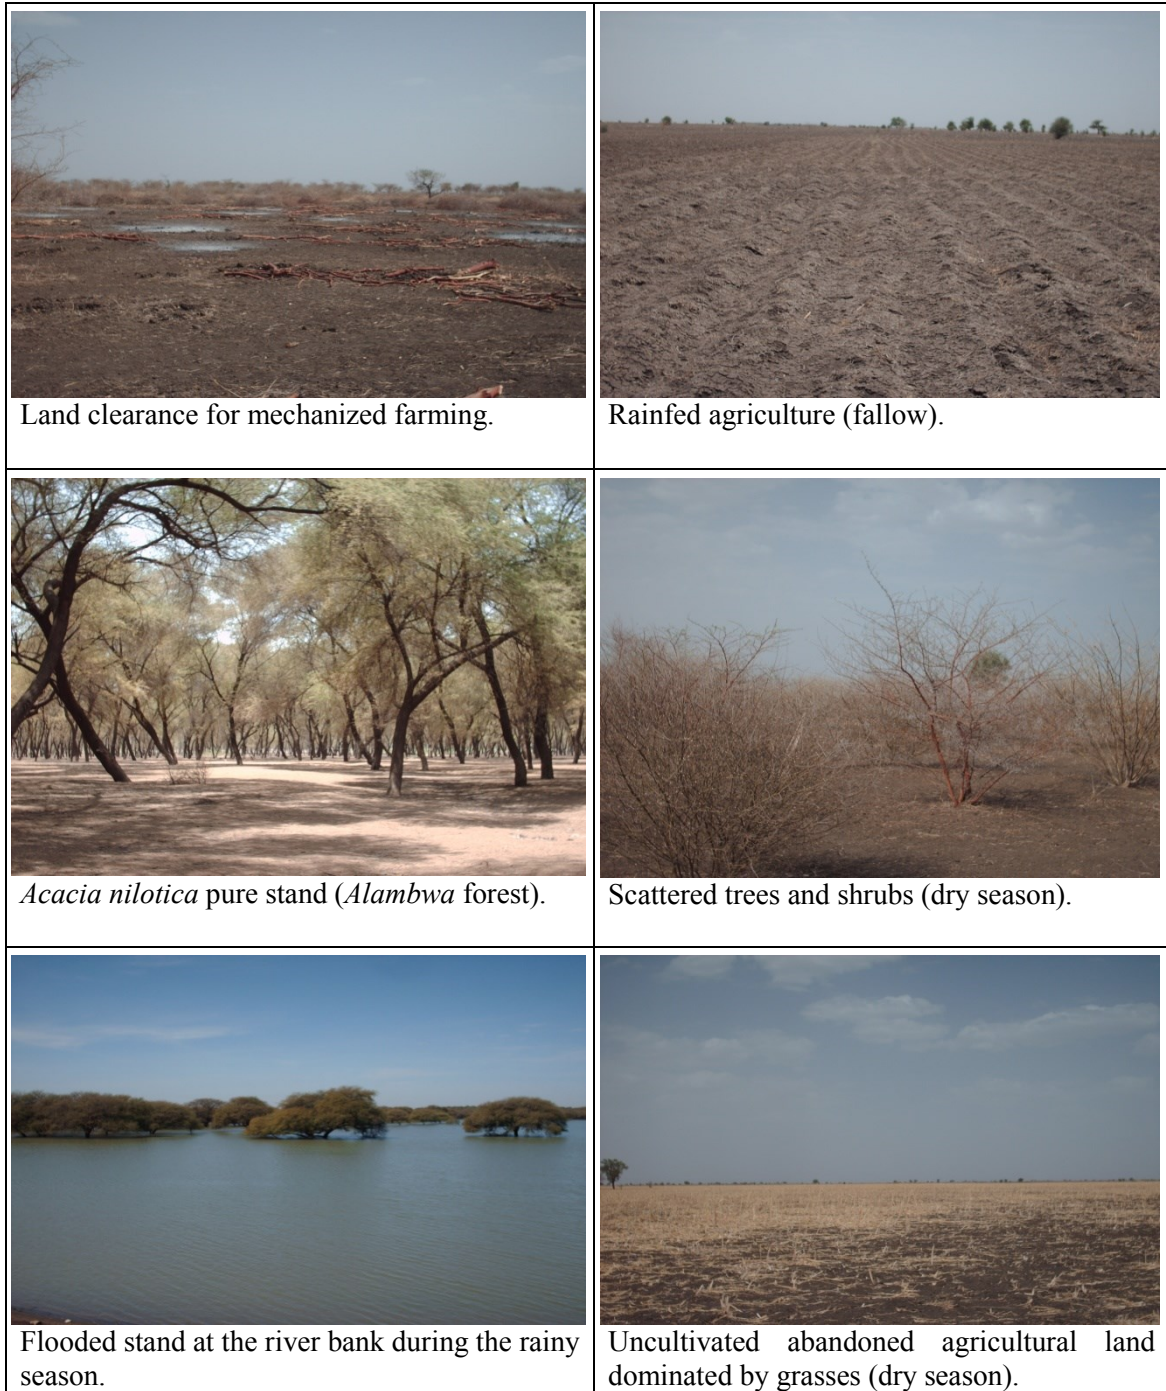 Land clearance for mechanized farming.
Rainfed agriculture (fallow).
Acacia nilotica pure stand (Alambwa forest).
Scattered trees and shrubs (dry season).
Flooded stand at the river bank during the rainy
season.
Uncultivated abandoned agricultural land
dominated by grasses (dry season).